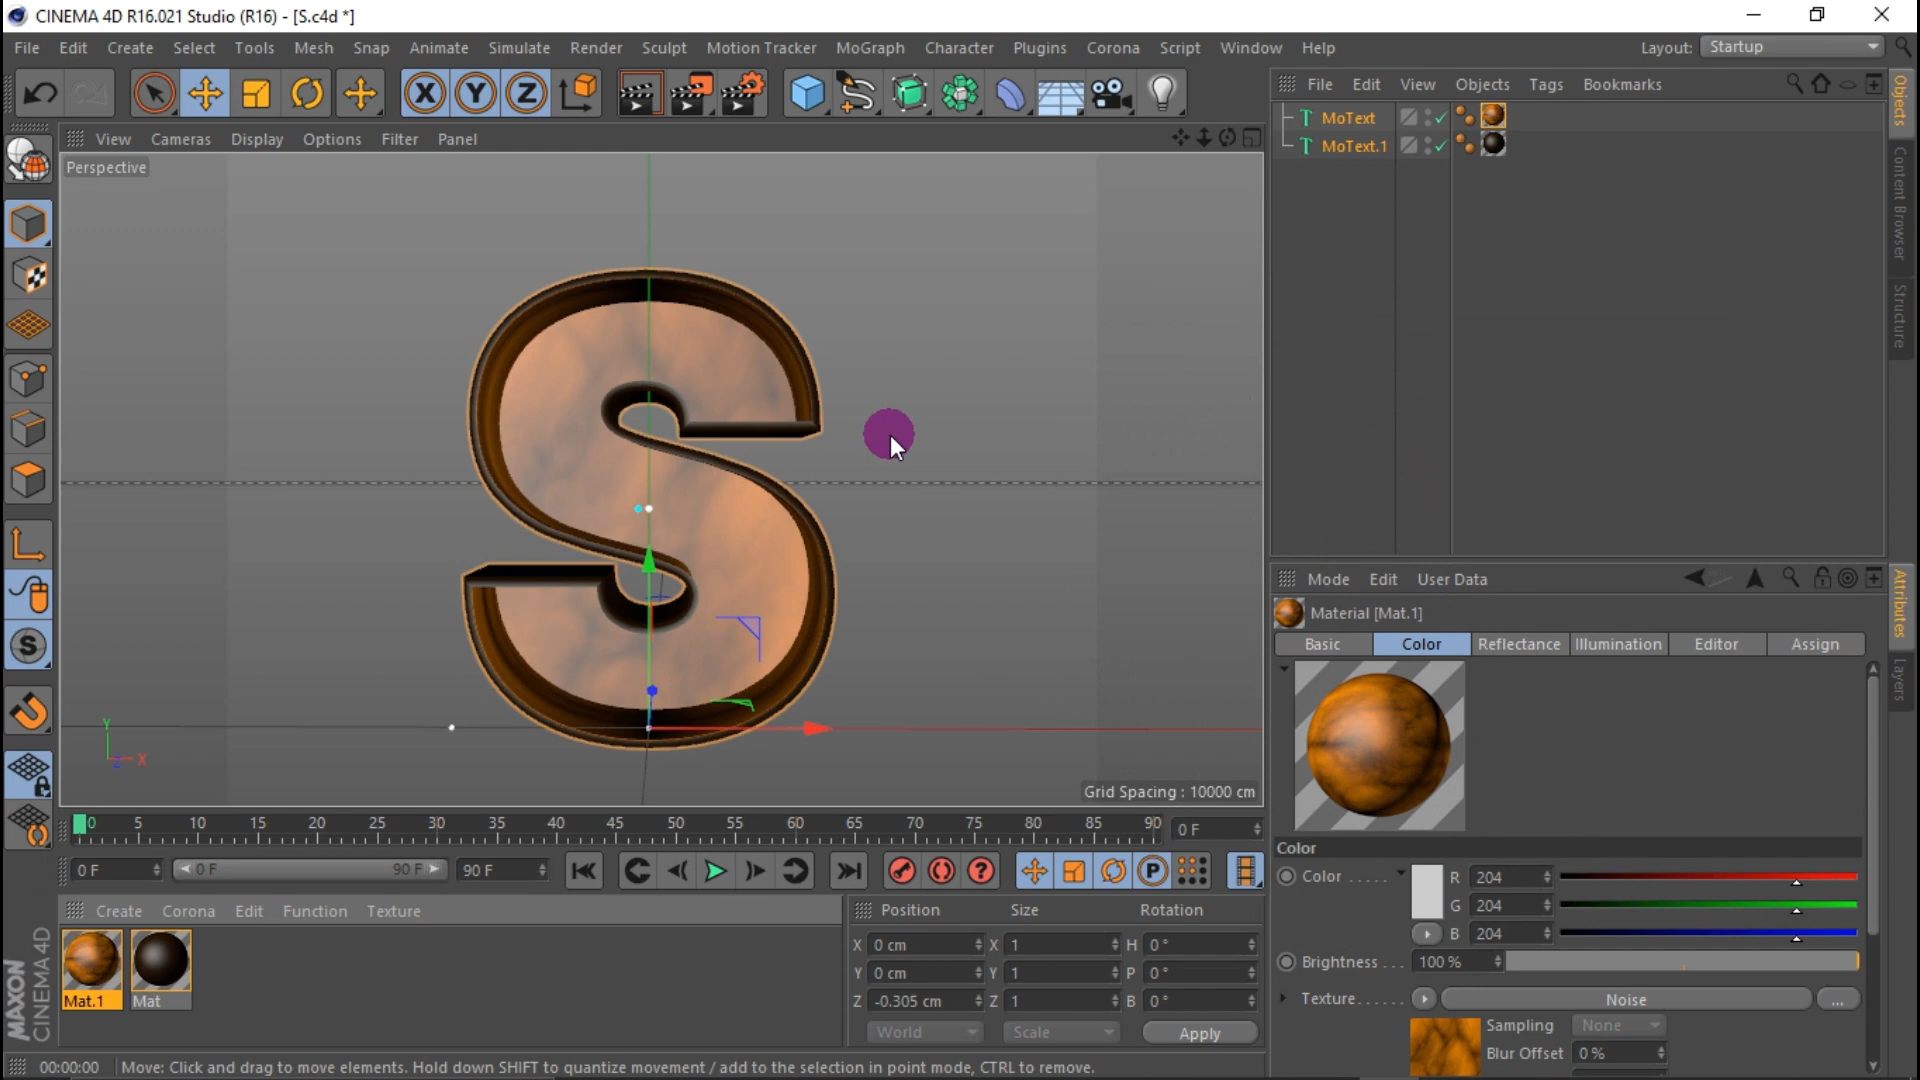 CINEMA 4D R16.021 Studio (R16) - [S.c4d *]
File Edit Create Select Tools Mesh Snap Animate Simulate Render Sculpt Motion Tracker MoGraph Character Plugins Corona Script Window Help Layout: Startup
X Y Z
File Edit View Objects Tags Bookmarks
MoText
MoText.1
View Cameras Display Options Filter Panel
Perspective
S
Y
Z X
Grid Spacing : 10000 cm
Objects
Content Browser
Structure
Mode Edit User Data
Material [Mat.1]
Basic Color Reflectance Illumination Editor Assign
Attributes
Layers
Color
Color R 204
G 204
B 204
Brightness 100 %
Texture Noise ...
Sampling None
Blur Offset 0 %
0 5 10 15 20 25 30 35 40 45 50 55 60 65 70 75 80 85 90 0 F
0 F 0 F 90 F 90 F P
Create Corona Edit Function Texture
Mat.1 Mat
Position Size Rotation
X 0 cm X 1 H 0 °
Y 0 cm Y 1 P 0 °
Z -0.305 cm Z 1 B 0 °
World Scale Apply
MAXON
CINEMA 4D
00:00:00 Move: Click and drag to move elements. Hold down SHIFT to quantize movement / add to the selection in point mode, CTRL to remove.